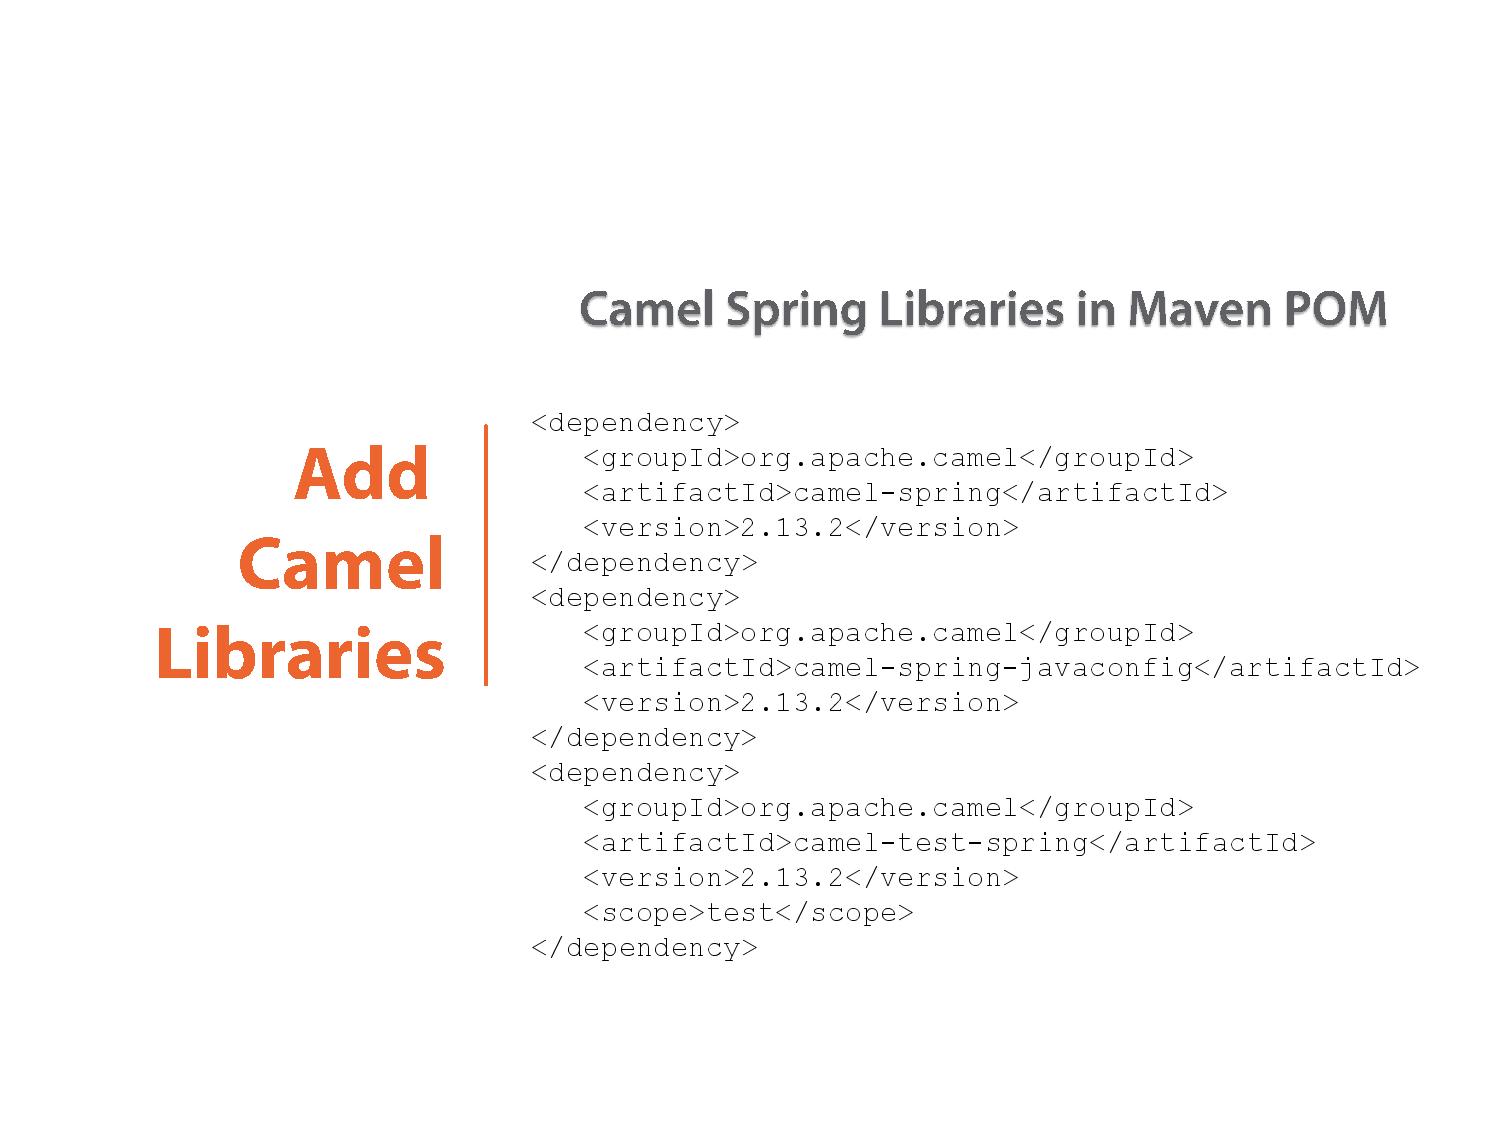 Camel Spring Libraries in Maven POM
Add
Camel
Libraries
<dependency>
   <groupId>org.apache.camel</groupId>
   <artifactId>camel-spring</artifactId>
   <version>2.13.2</version>
</dependency>
<dependency>
   <groupId>org.apache.camel</groupId>
   <artifactId>camel-spring-javaconfig</artifactId>
   <version>2.13.2</version>
</dependency>
<dependency>
   <groupId>org.apache.camel</groupId>
   <artifactId>camel-test-spring</artifactId>
   <version>2.13.2</version>
   <scope>test</scope>
</dependency>